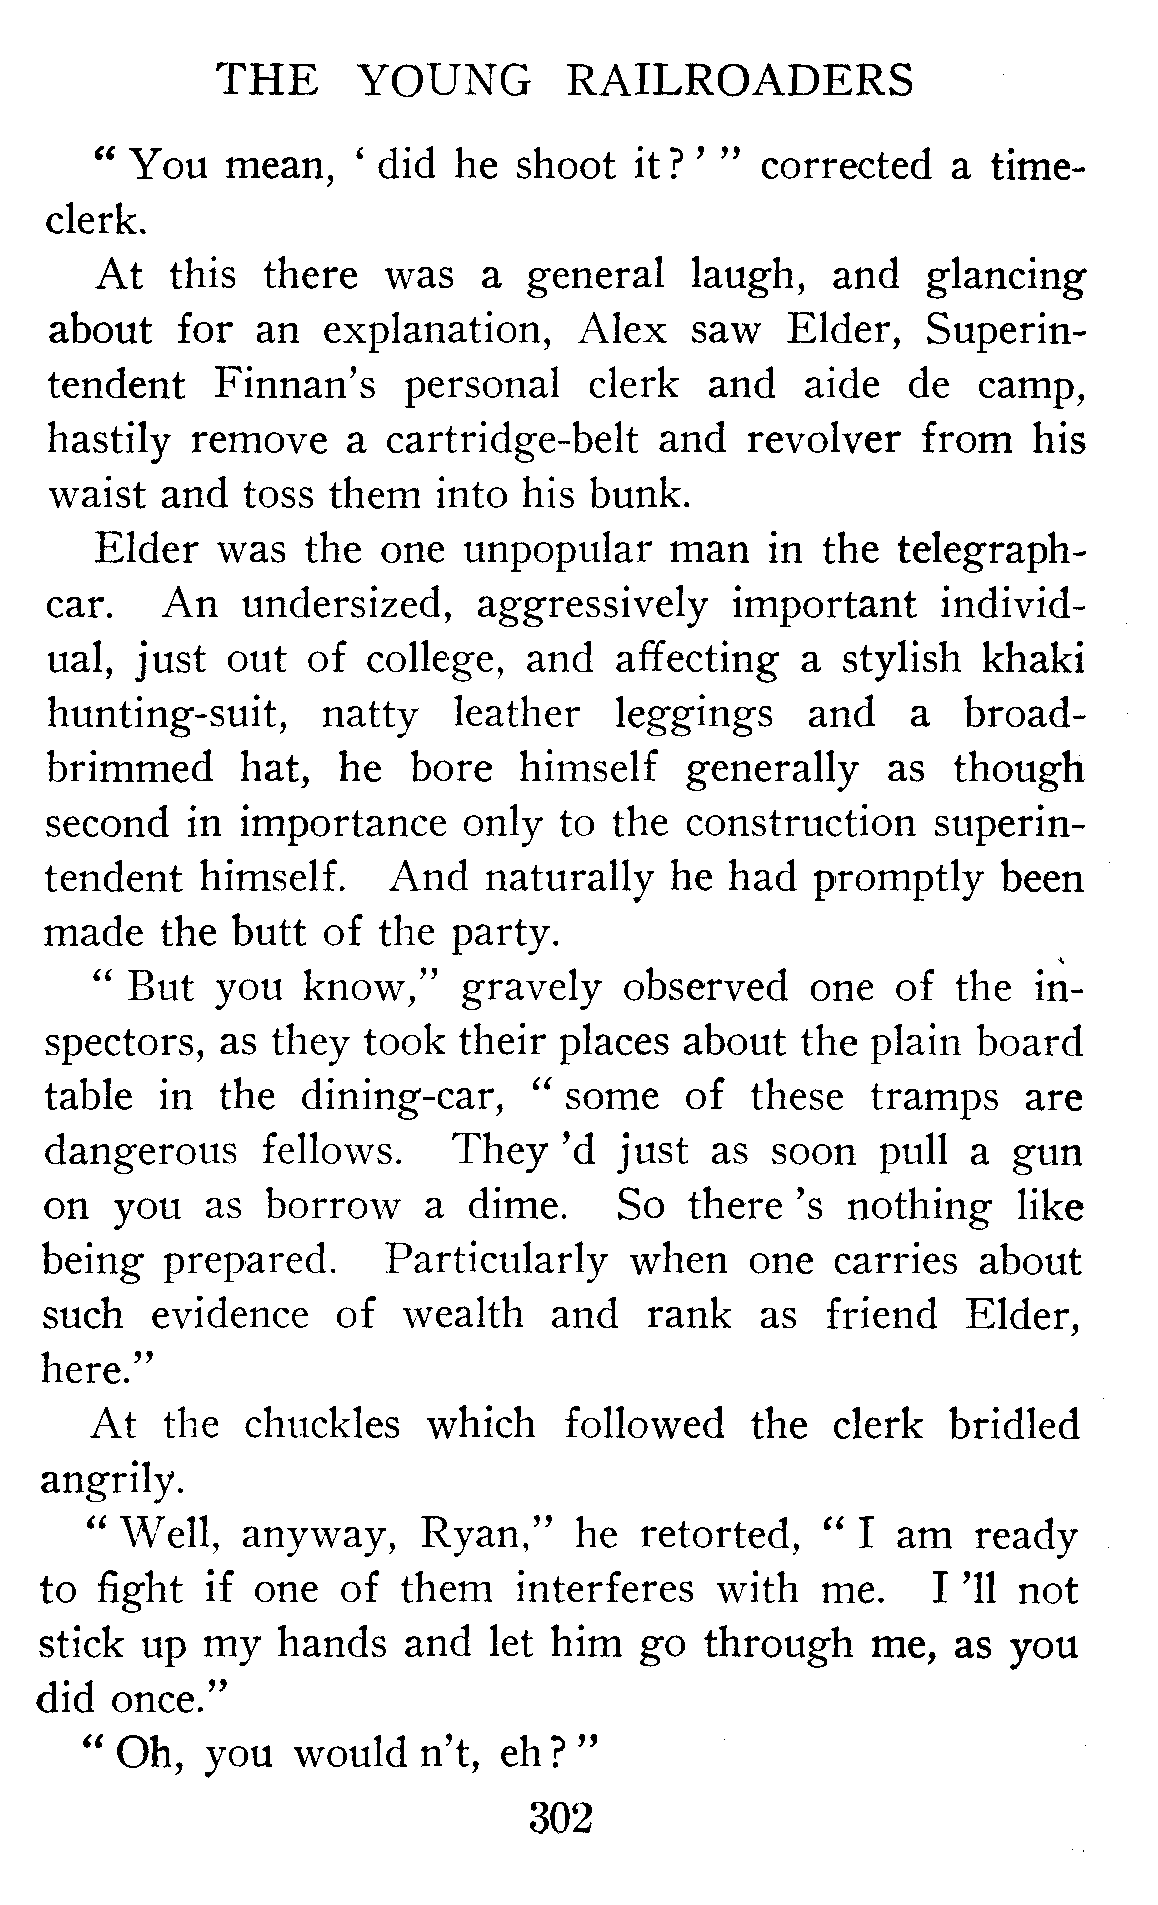 THE YOUNG RAILROADERS
" You mean, ' did he shoot it? ' " corrected a time-
clerk.
At this there was a general laugh, and glancing
about for an explanation, Alex saw Elder, Superin-
tendent Finnan's personal clerk and aide de camp,
hastily remove a cartridge-belt and revolver from his
waist and toss them into his bunk.
Elder was the one unpopular man in the telegraph-
car. An undersized, aggressively important individ-
ual, just out of college, and affecting a stylish khaki
hunting-suit, natty leather leggings and a broad-
brimmed hat, he bore himself generally as though
second in importance only to the construction superin-
tendent himself. And naturally he had promptly been
made the butt of the party.
" But you know," gravely observed one of the in-
spectors, as they took their places about the plain board
table in the dining-car, " some of these tramps are
dangerous fellows. They 'd just as soon pull a gun
on you as borrow a dime. So there 's nothing like
being prepared. Particularly when one carries about
such evidence of wealth and rank as friend Elder,
here."
At the chuckles which followed the clerk bridled
angrily.
" Well, anyway, Ryan," he retorted, " I am ready
to fight if one of them interferes with me. I 'll not
stick up my hands and let him go through me, as you
did once."
" Oh, you would n't, eh? "
302